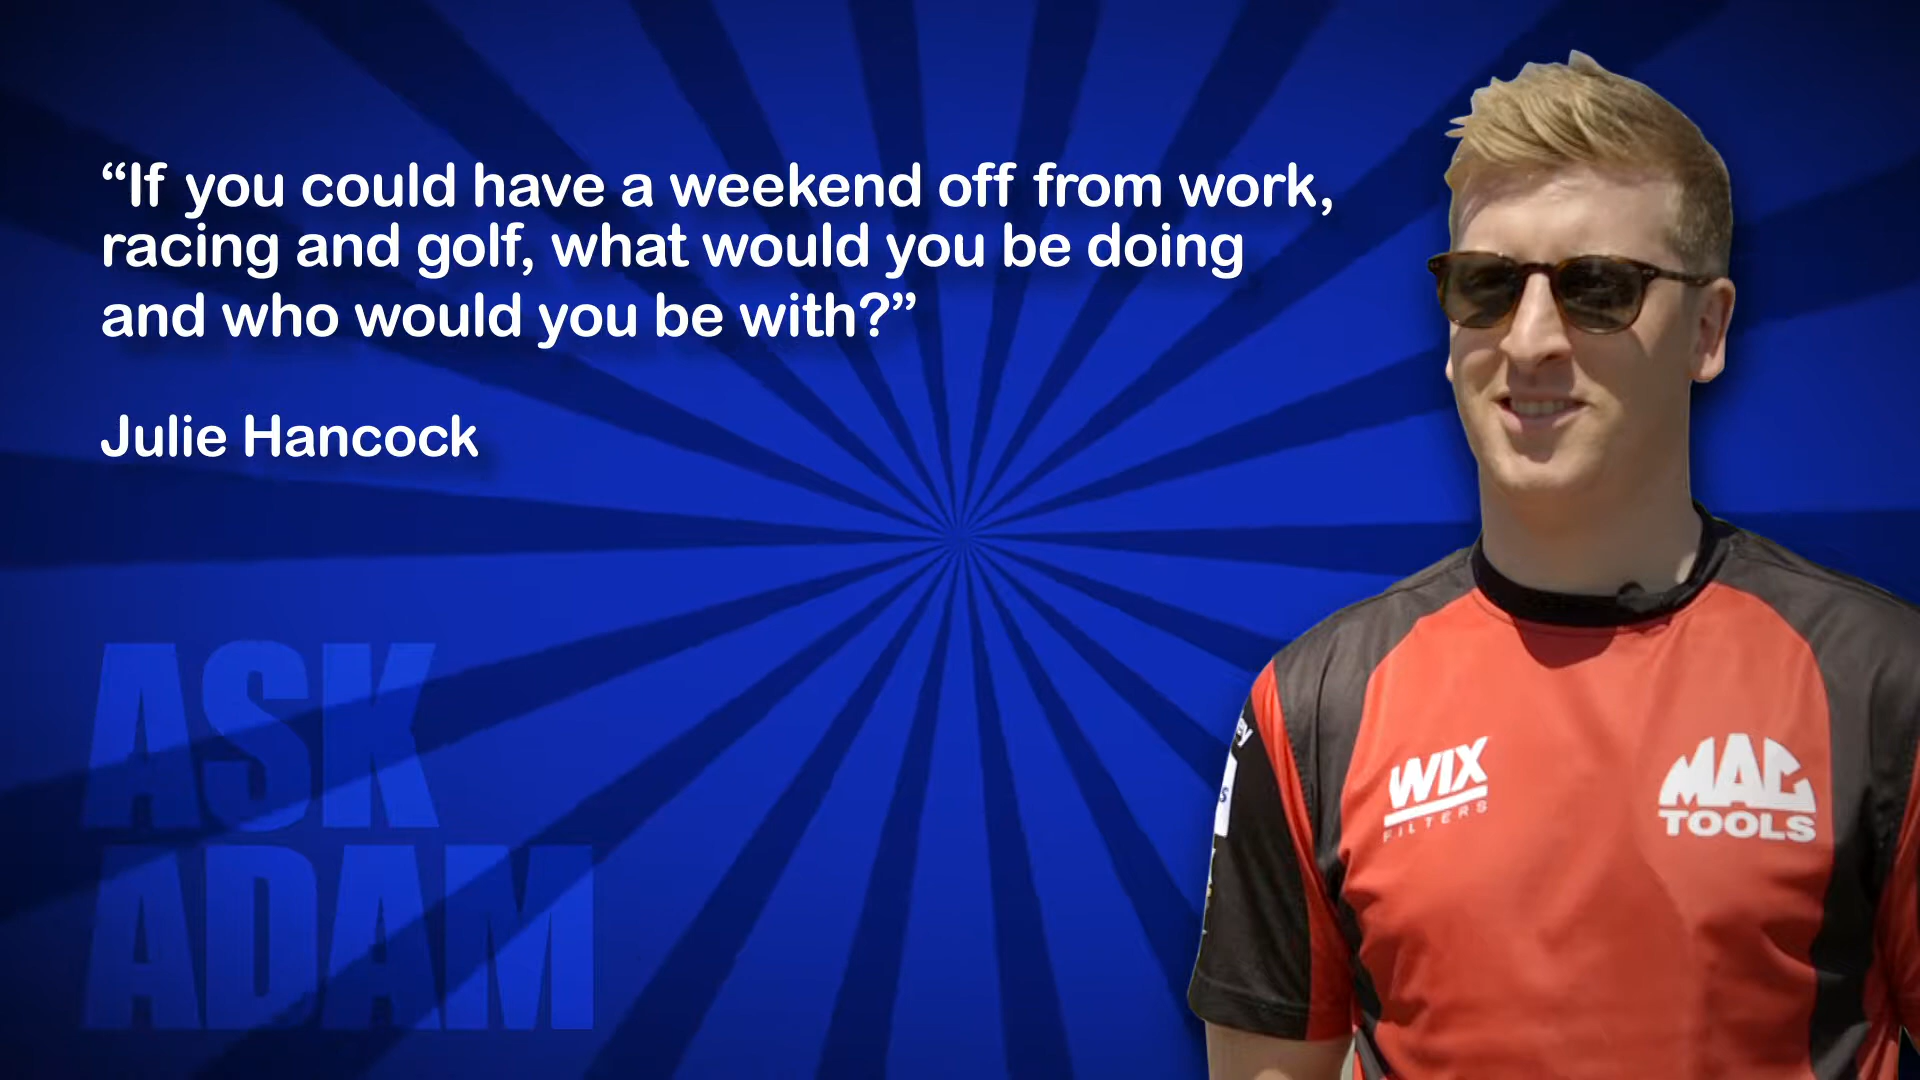 “If you could have a weekend off from work,
racing and golf, what would you be doing
and who would you be with?”
Julie Hancock
ASK
ADAM
WIX
FILTERS
MAC
TOOLS